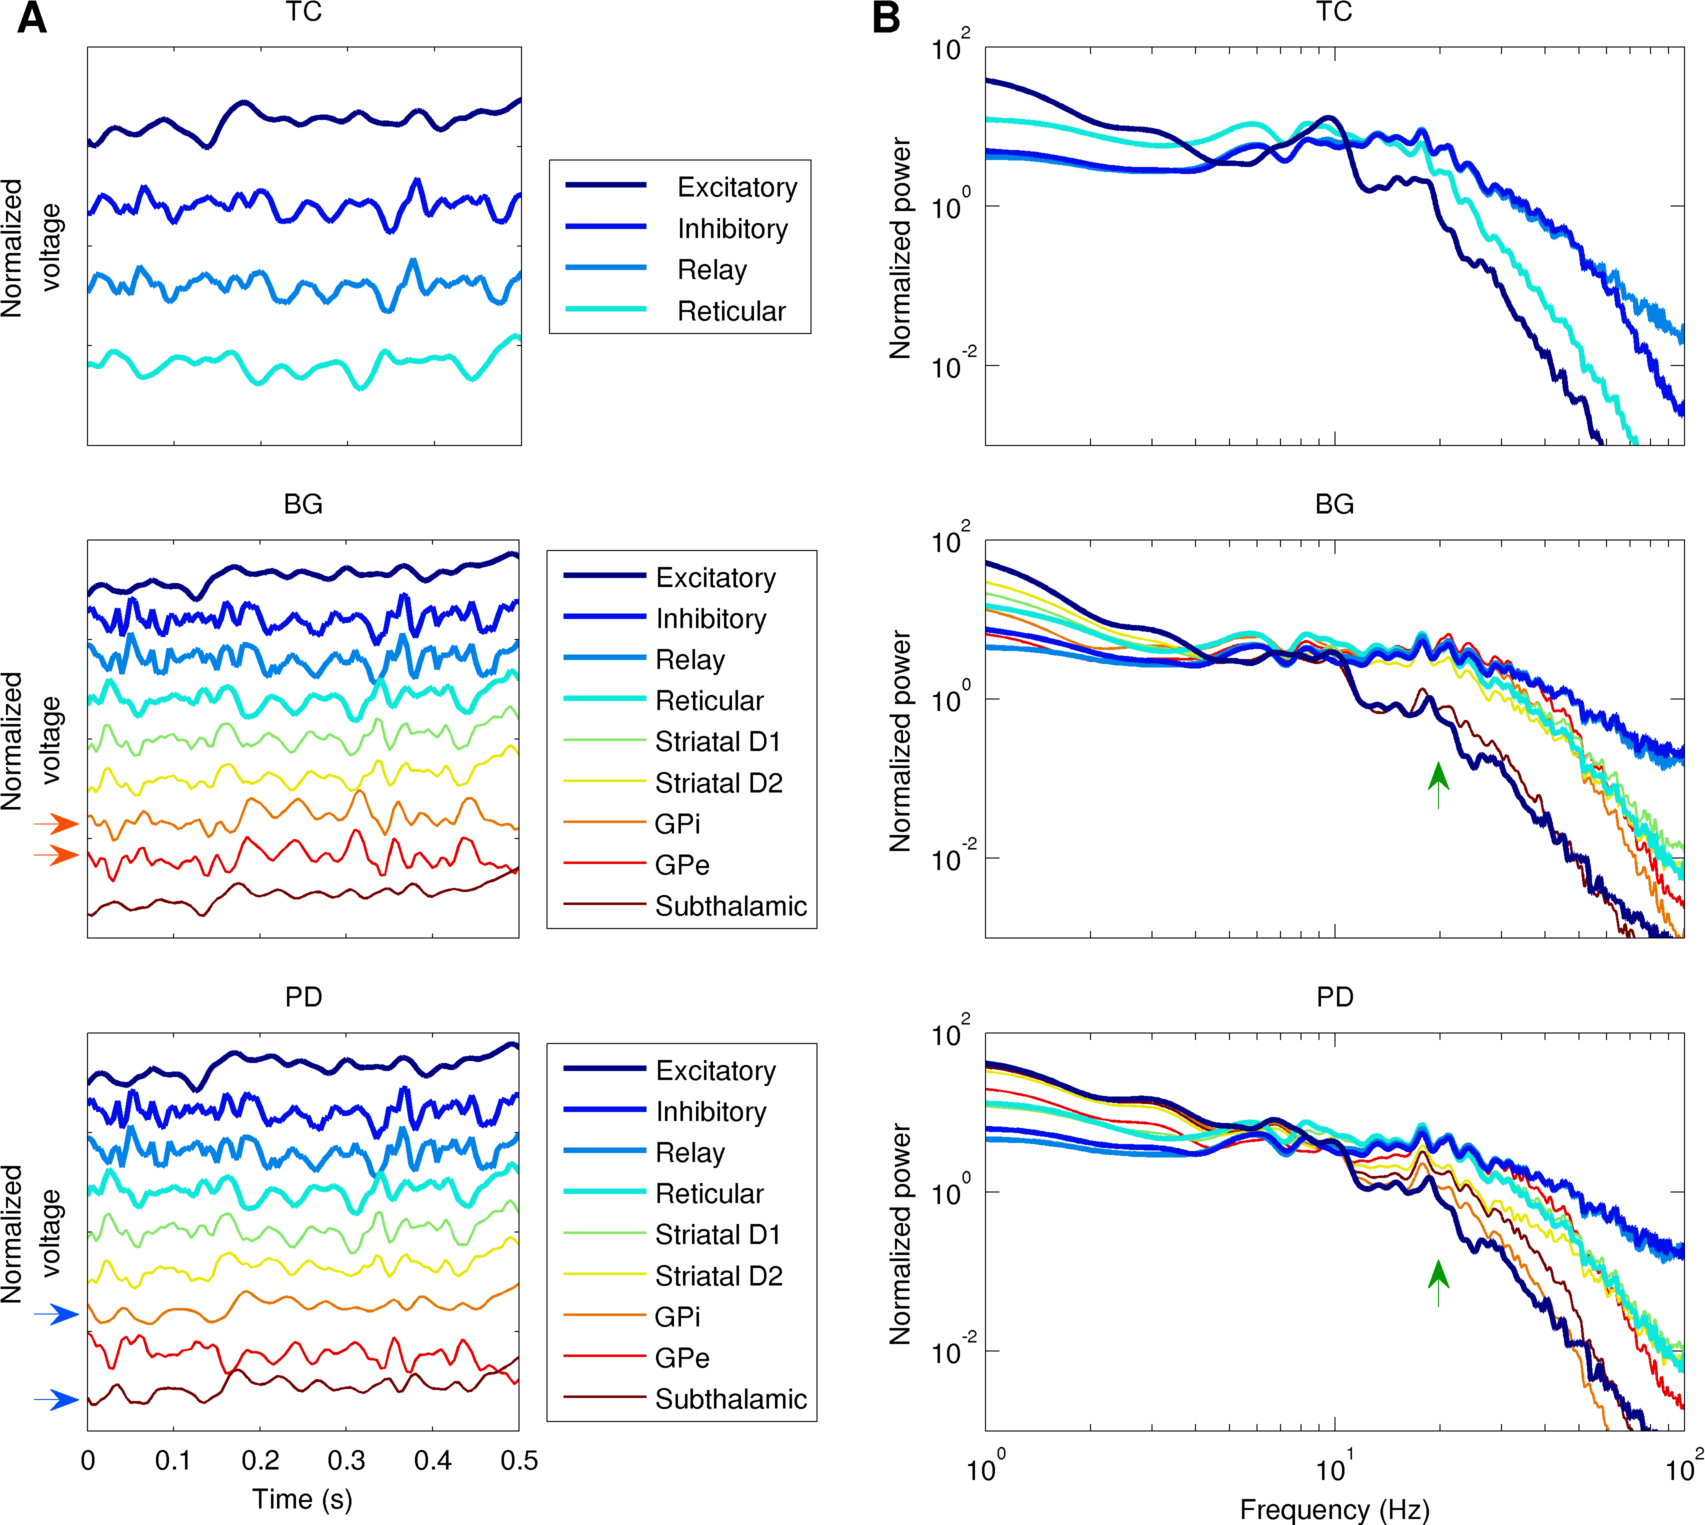 A
TC
Normalized
voltage
Excitatory
Inhibitory
Relay
Reticular
BG
Normalized
voltage
Excitatory
Inhibitory
Relay
Reticular
Striatal D1
Striatal D2
GPi
GPe
Subthalamic
PD
Normalized
voltage
Excitatory
Inhibitory
Relay
Reticular
Striatal D1
Striatal D2
GPi
GPe
Subthalamic
0 0.1 0.2 0.3 0.4 0.5
Time (s)
B
TC
Normalized power
10^2
10^0
10^-2
BG
Normalized power
10^2
10^0
10^-2
PD
Normalized power
10^2
10^0
10^-2
10^0 10^1 10^2
Frequency (Hz)